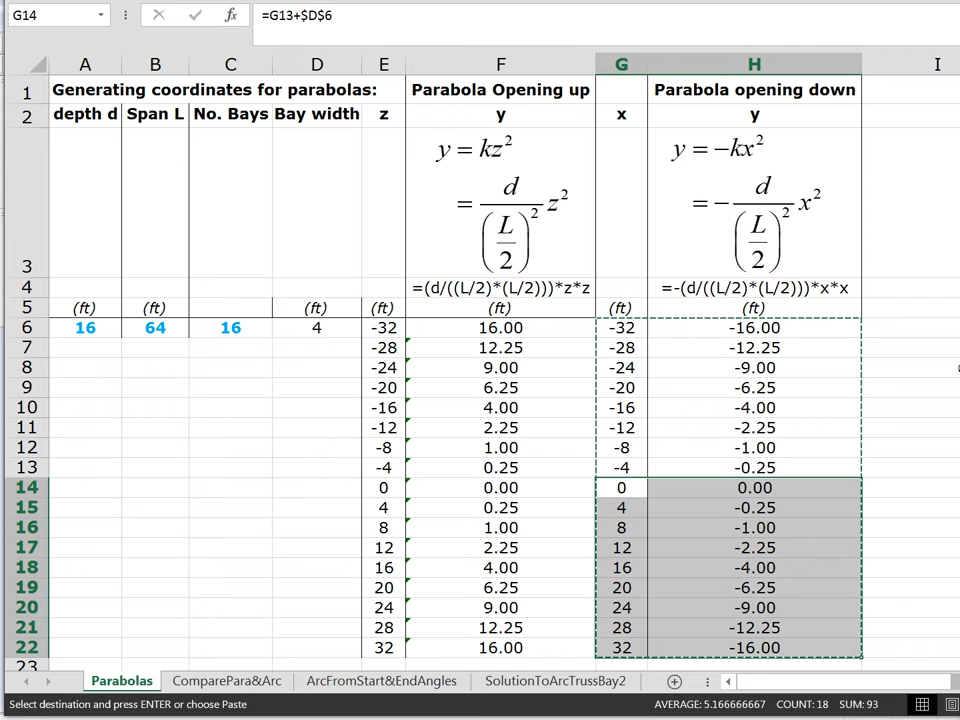 G14 =G13+$D$6
A B C D E F G H I
1 Generating coordinates for parabolas: Parabola Opening up Parabola opening down
2 depth d Span L No. Bays Bay width z y x y
y = kz² y = −kx²
= d/(L/2)² z² = − d/(L/2)² x²
3
4 =(d/((L/2)*(L/2)))*z*z =-(d/((L/2)*(L/2)))*x*x
5 (ft) (ft) (ft) (ft) (ft) (ft) (ft)
6 16 64 16 4 -32 16.00 -32 -16.00
7 -28 12.25 -28 -12.25
8 -24 9.00 -24 -9.00
9 -20 6.25 -20 -6.25
10 -16 4.00 -16 -4.00
11 -12 2.25 -12 -2.25
12 -8 1.00 -8 -1.00
13 -4 0.25 -4 -0.25
14 0 0.00 0 0.00
15 4 0.25 4 -0.25
16 8 1.00 8 -1.00
17 12 2.25 12 -2.25
18 16 4.00 16 -4.00
19 20 6.25 20 -6.25
20 24 9.00 24 -9.00
21 28 12.25 28 -12.25
22 32 16.00 32 -16.00
23
Parabolas ComparePara&Arc ArcFromStart&EndAngles SolutionToArcTrussBay2
Select destination and press ENTER or choose Paste AVERAGE: 5.166666667 COUNT: 18 SUM: 93